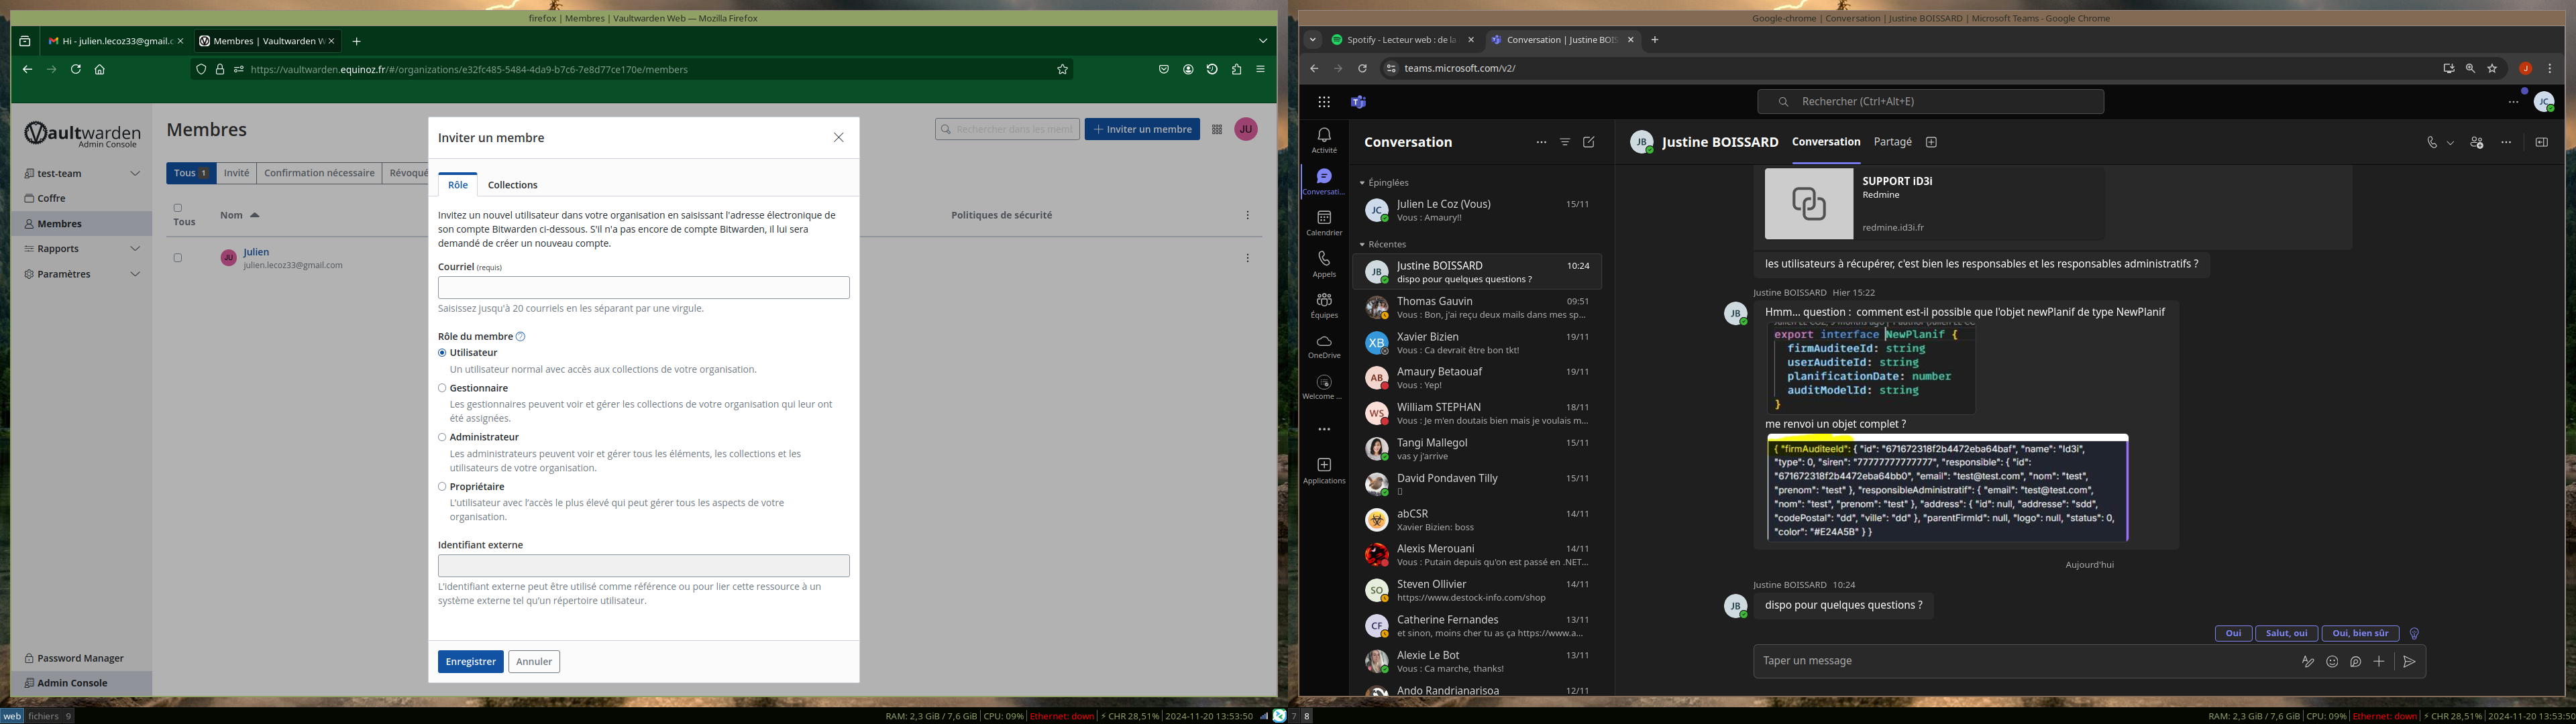 firefox | Membres | Vaultwarden Web — Mozilla Firefox
Hi - julien.lecoz33@gmail.c
Membres | Vaultwarden W
https://vaultwarden.equinoz.fr/#/organizations/e32fc485-5484-4da9-b7c6-7e8d77ce170e/members
Vaultwarden
Admin Console
test-team
Coffre
Membres
Rapports
Paramètres
Password Manager
Admin Console
Membres
Rechercher dans les meml
Inviter un membre
JU
Tous 1
Invité
Confirmation nécessaire
Révoqué
Tous
Nom
Politiques de sécurité
JU
Julien
julien.lecoz33@gmail.com
Inviter un membre
Rôle
Collections
Invitez un nouvel utilisateur dans votre organisation en saisissant l'adresse électronique de
son compte Bitwarden ci-dessous. S'il n'a pas encore de compte Bitwarden, il lui sera
demandé de créer un nouveau compte.
Courriel (requis)
Saisissez jusqu'à 20 courriels en les séparant par une virgule.
Rôle du membre
Utilisateur
Un utilisateur normal avec accès aux collections de votre organisation.
Gestionnaire
Les gestionnaires peuvent voir et gérer les collections de votre organisation qui leur ont
été assignées.
Administrateur
Les administrateurs peuvent voir et gérer tous les éléments, les collections et les
utilisateurs de votre organisation.
Propriétaire
L'utilisateur avec l'accès le plus élevé qui peut gérer tous les aspects de votre
organisation.
Identifiant externe
L'identifiant externe peut être utilisé comme référence ou pour lier cette ressource à un
système externe tel qu'un répertoire utilisateur.
Enregistrer
Annuler
web fichiers 9
RAM: 2,3 GiB / 7,6 GiB | CPU: 09% | Ethernet: down | ⚡ CHR 28,51% | 2024-11-20 13:53:50
Google-chrome | Conversation | Justine BOISSARD | Microsoft Teams - Google Chrome
Spotify - Lecteur web : de la
Conversation | Justine BOIS
teams.microsoft.com/v2/
J
Rechercher (Ctrl+Alt+E)
JC
Activité
Conversati...
Calendrier
Appels
Équipes
OneDrive
Welcome ...
Applications
Conversation
Épinglées
JC
Julien Le Coz (Vous) 15/11
Vous : Amaury!!
Récentes
JB
Justine BOISSARD 10:24
dispo pour quelques questions ?
Thomas Gauvin 09:51
Vous : Bon, j'ai reçu deux mails dans mes sp...
XB
Xavier Bizien 19/11
Vous : Ca devrait être bon tkt!
AB
Amaury Betaouaf 19/11
Vous : Yep!
WS
William STEPHAN 18/11
Vous : Je m'en doutais bien mais je voulais m...
Tangi Mallegol 15/11
vas y j'arrive
David Pondaven Tilly 15/11
abCSR 14/11
Xavier Bizien: boss
Alexis Merouani 14/11
Vous : Putain depuis qu'on est passé en .NET...
SO
Steven Ollivier 14/11
https://www.destock-info.com/shop
CF
Catherine Fernandes 13/11
et sinon, moins cher tu as ça https://www.a...
Alexie Le Bot 13/11
Vous : Ca marche, thanks!
Ando Randrianarisoa 12/11
JB
Justine BOISSARD
Conversation
Partagé
SUPPORT iD3i
Redmine
redmine.id3i.fr
les utilisateurs à récupérer, c'est bien les responsables et les responsables administratifs ?
Justine BOISSARD Hier 15:22
JB
Hmm... question : comment est-il possible que l'objet newPlanif de type NewPlanif
export interface NewPlanif {
firmAuditeeId: string
userAuditeId: string
planificationDate: number
auditModelId: string
}
me renvoi un objet complet ?
{ "firmAuditeeId": { "id": "671672318f2b4472eba64baf", "name": "Id3i",
"type": 0, "siren": "77777777777777", "responsible": { "id":
"671672318f2b4472eba64bb0", "email": "test@test.com", "nom": "test",
"prenom": "test" }, "responsibleAdministratif": { "email": "test@test.com",
"nom": "test", "prenom": "test" }, "address": { "id": null, "addresse": "sdd",
"codePostal": "dd", "ville": "dd" }, "parentFirmId": null, "logo": null, "status": 0,
"color": "#E24A5B" } }
Aujourd'hui
Justine BOISSARD 10:24
JB
dispo pour quelques questions ?
Oui
Salut, oui
Oui, bien sûr
Taper un message
7 8
RAM: 2,3 GiB / 7,6 GiB | CPU: 09% | Ethernet: down | ⚡ CHR 28,51% | 2024-11-20 13:53:50